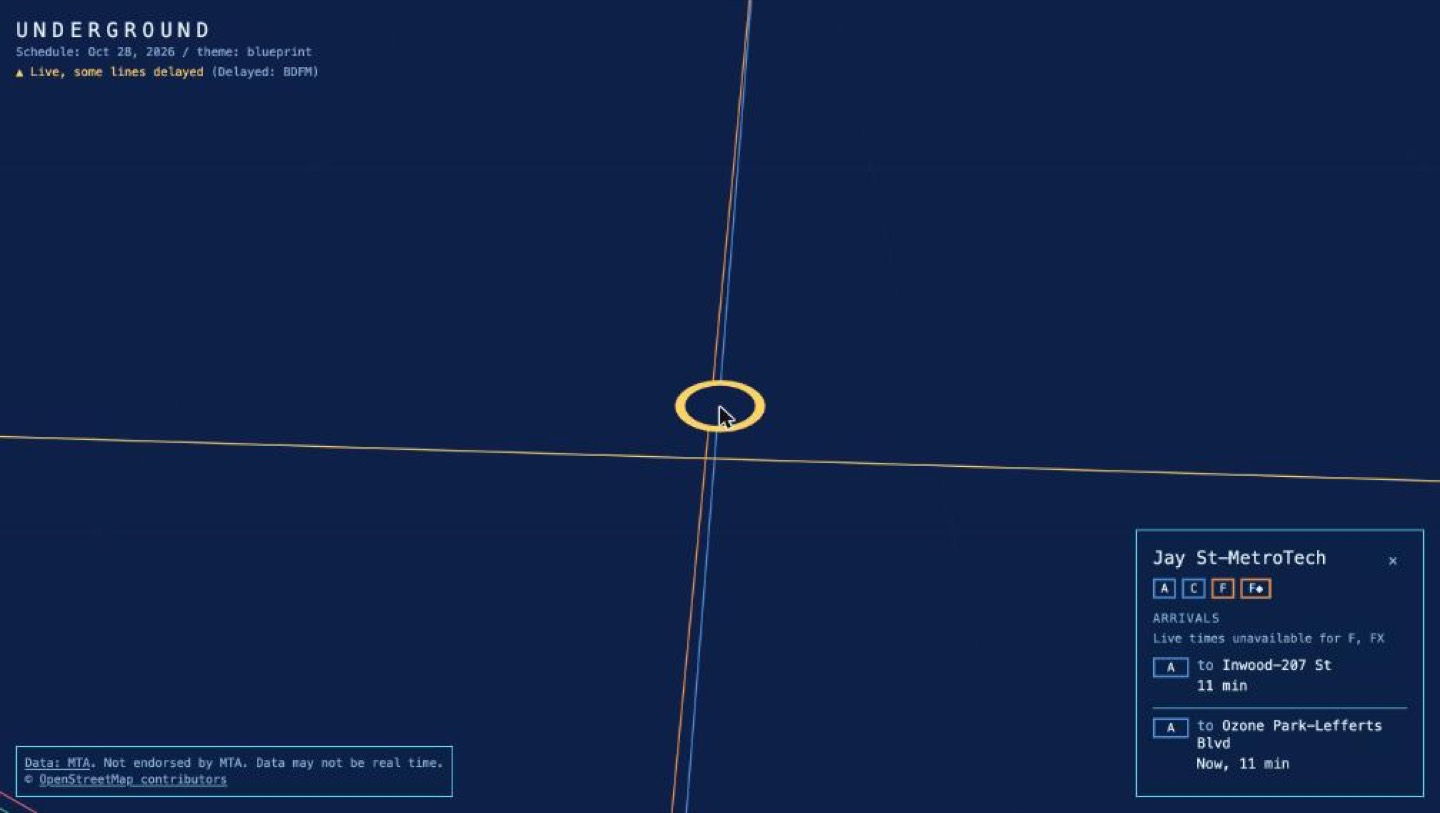 UNDERGROUND
Schedule: Oct 28, 2026 / theme: blueprint
▲ Live, some lines delayed (Delayed: BDFM)
Jay St–MetroTech ×
A C F F◆
ARRIVALS
Live times unavailable for F, FX
A to Inwood–207 St
11 min
A to Ozone Park–Lefferts
Blvd
Now, 11 min
Data: MTA. Not endorsed by MTA. Data may not be real time.
© OpenStreetMap contributors